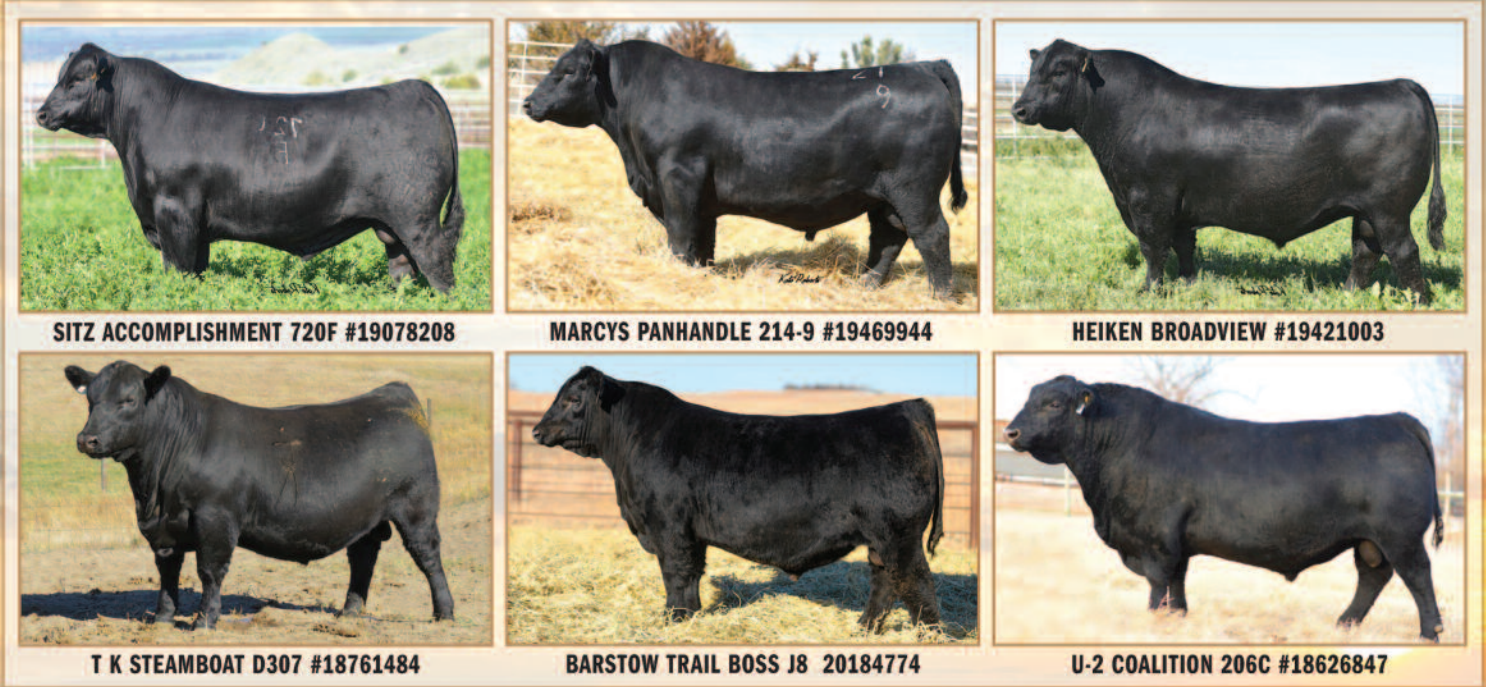 SITZ ACCOMPLISHMENT 720F #19078208
MARCYS PANHANDLE 214-9 #19469944
HEIKEN BROADVIEW #19421003
T K STEAMBOAT D307 #18761484
BARSTOW TRAIL BOSS J8 20184774
U-2 COALITION 206C #18626847